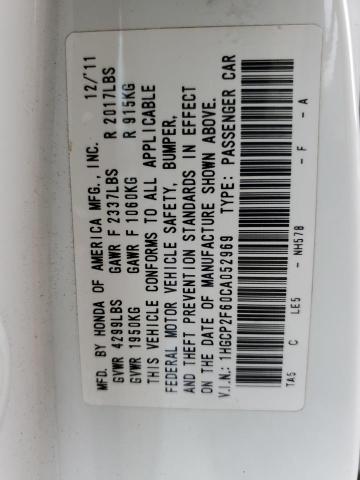 MFD. BY HONDA OF AMERICA MFG., INC. 12/'11
GVWR 4299LBS GAWR F 2337LBS R 2017LBS
GVWR 1950KG GAWR F 1060KG R 915KG
THIS VEHICLE CONFORMS TO ALL APPLICABLE
FEDERAL MOTOR VEHICLE SAFETY, BUMPER,
AND THEFT PREVENTION STANDARDS IN EFFECT
ON THE DATE OF MANUFACTURE SHOWN ABOVE.
V.I.N.: 1HGCP2F60CA052969 TYPE: PASSENGER CAR
TA5 C LE5 - NH578 - F - A